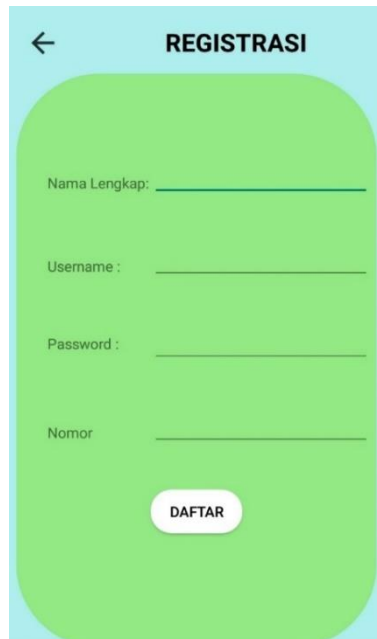 REGISTRASI
Nama Lengkap:
Username :
Password :
Nomor
DAFTAR